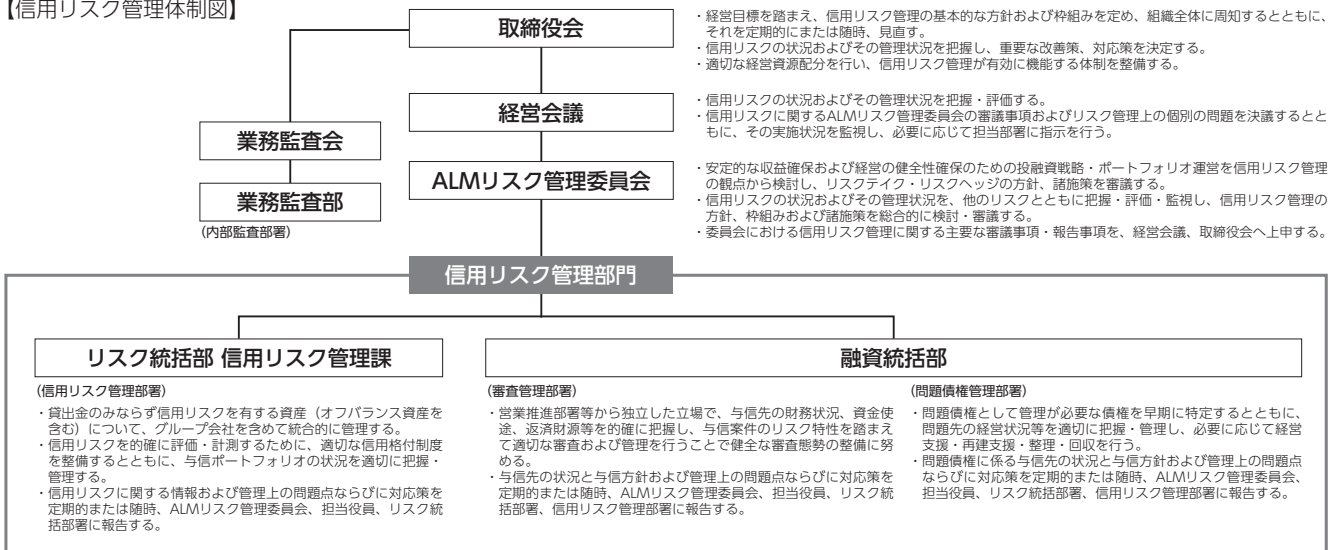 【信用リスク管理体制図】
取締役会
・経営目標を踏まえ、信用リスク管理の基本的な方針および枠組みを定め、組織全体に周知するとともに、
それを定期的にまたは随時、見直す。
・信用リスクの状況およびその管理状況を把握し、重要な改善策、対応策を決定する。
・適切な経営資源配分を行い、信用リスク管理が有効に機能する体制を整備する。
経営会議
・信用リスクの状況およびその管理状況を把握・評価する。
・信用リスクに関するALMリスク管理委員会の審議事項およびリスク管理上の個別の問題を決議するとと
もに、その実施状況を監視し、必要に応じて担当部署に指示を行う。
業務監査会
ALMリスク管理委員会
・安定的な収益確保および経営の健全性確保のための投融資戦略・ポートフォリオ運営を信用リスク管理
の観点から検討し、リスクテイク・リスクヘッジの方針、諸施策を審議する。
・信用リスクの状況およびその管理状況を、他のリスクとともに把握・評価・監視し、信用リスク管理の
方針、枠組みおよび諸施策を総合的に検討・審議する。
・委員会における信用リスク管理に関する主要な審議事項・報告事項を、経営会議、取締役会へ上申する。
業務監査部
(内部監査部署)
信用リスク管理部門
リスク統括部 信用リスク管理課
(信用リスク管理部署)
・貸出金のみならず信用リスクを有する資産（オフバランス資産を
含む）について、グループ会社を含めて統合的に管理する。
・信用リスクを的確に評価・計測するために、適切な信用格付制度
を整備するとともに、与信ポートフォリオの状況を適切に把握・
管理する。
・信用リスクに関する情報および管理上の問題点ならびに対応策を
定期的または随時、ALMリスク管理委員会、担当役員、リスク統
括部署に報告する。
融資統括部
(審査管理部署)
・営業推進部署等から独立した立場で、与信先の財務状況、資金使
途、返済財源等を的確に把握し、与信案件のリスク特性を踏まえ
て適切な審査および管理を行うことで健全な審査態勢の整備に努
める。
・与信先の状況と与信方針および管理上の問題点ならびに対応策を
定期的または随時、ALMリスク管理委員会、担当役員、リスク統
括部署、信用リスク管理部署に報告する。
(問題債権管理部署)
・問題債権として管理が必要な債権を早期に特定するとともに、
問題先の経営状況等を適切に把握・管理し、必要に応じて経営
支援・再建支援・整理・回収を行う。
・問題債権に係る与信先の状況と与信方針および管理上の問題点
ならびに対応策を定期的または随時、ALMリスク管理委員会、
担当役員、リスク統括部署、信用リスク管理部署に報告する。